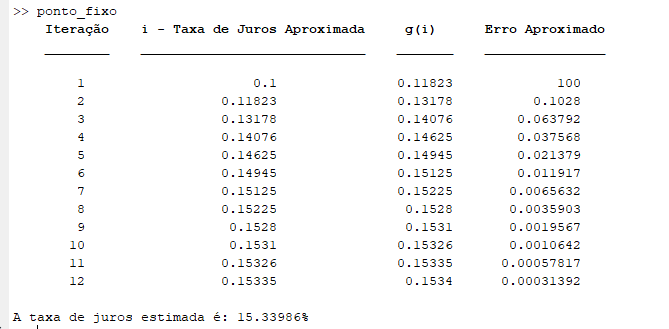 >> ponto_fixo
Iteração i - Taxa de Juros Aproximada g(i) Erro Aproximado
1 0.1 0.11823 100
2 0.11823 0.13178 0.1028
3 0.13178 0.14076 0.063792
4 0.14076 0.14625 0.037568
5 0.14625 0.14945 0.021379
6 0.14945 0.15125 0.011917
7 0.15125 0.15225 0.0065632
8 0.15225 0.1528 0.0035903
9 0.1528 0.1531 0.0019567
10 0.1531 0.15326 0.0010642
11 0.15326 0.15335 0.00057817
12 0.15335 0.1534 0.00031392
A taxa de juros estimada é: 15.33986%